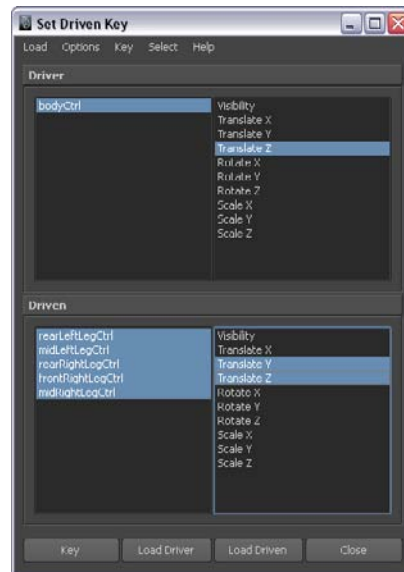 Set Driven Key
Load Options Key Select Help
Driver
bodyCtrl
Visibility
Translate X
Translate Y
Translate Z
Rotate X
Rotate Y
Rotate Z
Scale X
Scale Y
Scale Z
Driven
rearLeftLegCtrl
midLeftLegCtrl
rearRightLegCtrl
frontRightLegCtrl
midRightLegCtrl
Visibility
Translate X
Translate Y
Translate Z
Rotate X
Rotate Y
Rotate Z
Scale X
Scale Y
Scale Z
Key Load Driver Load Driven Close